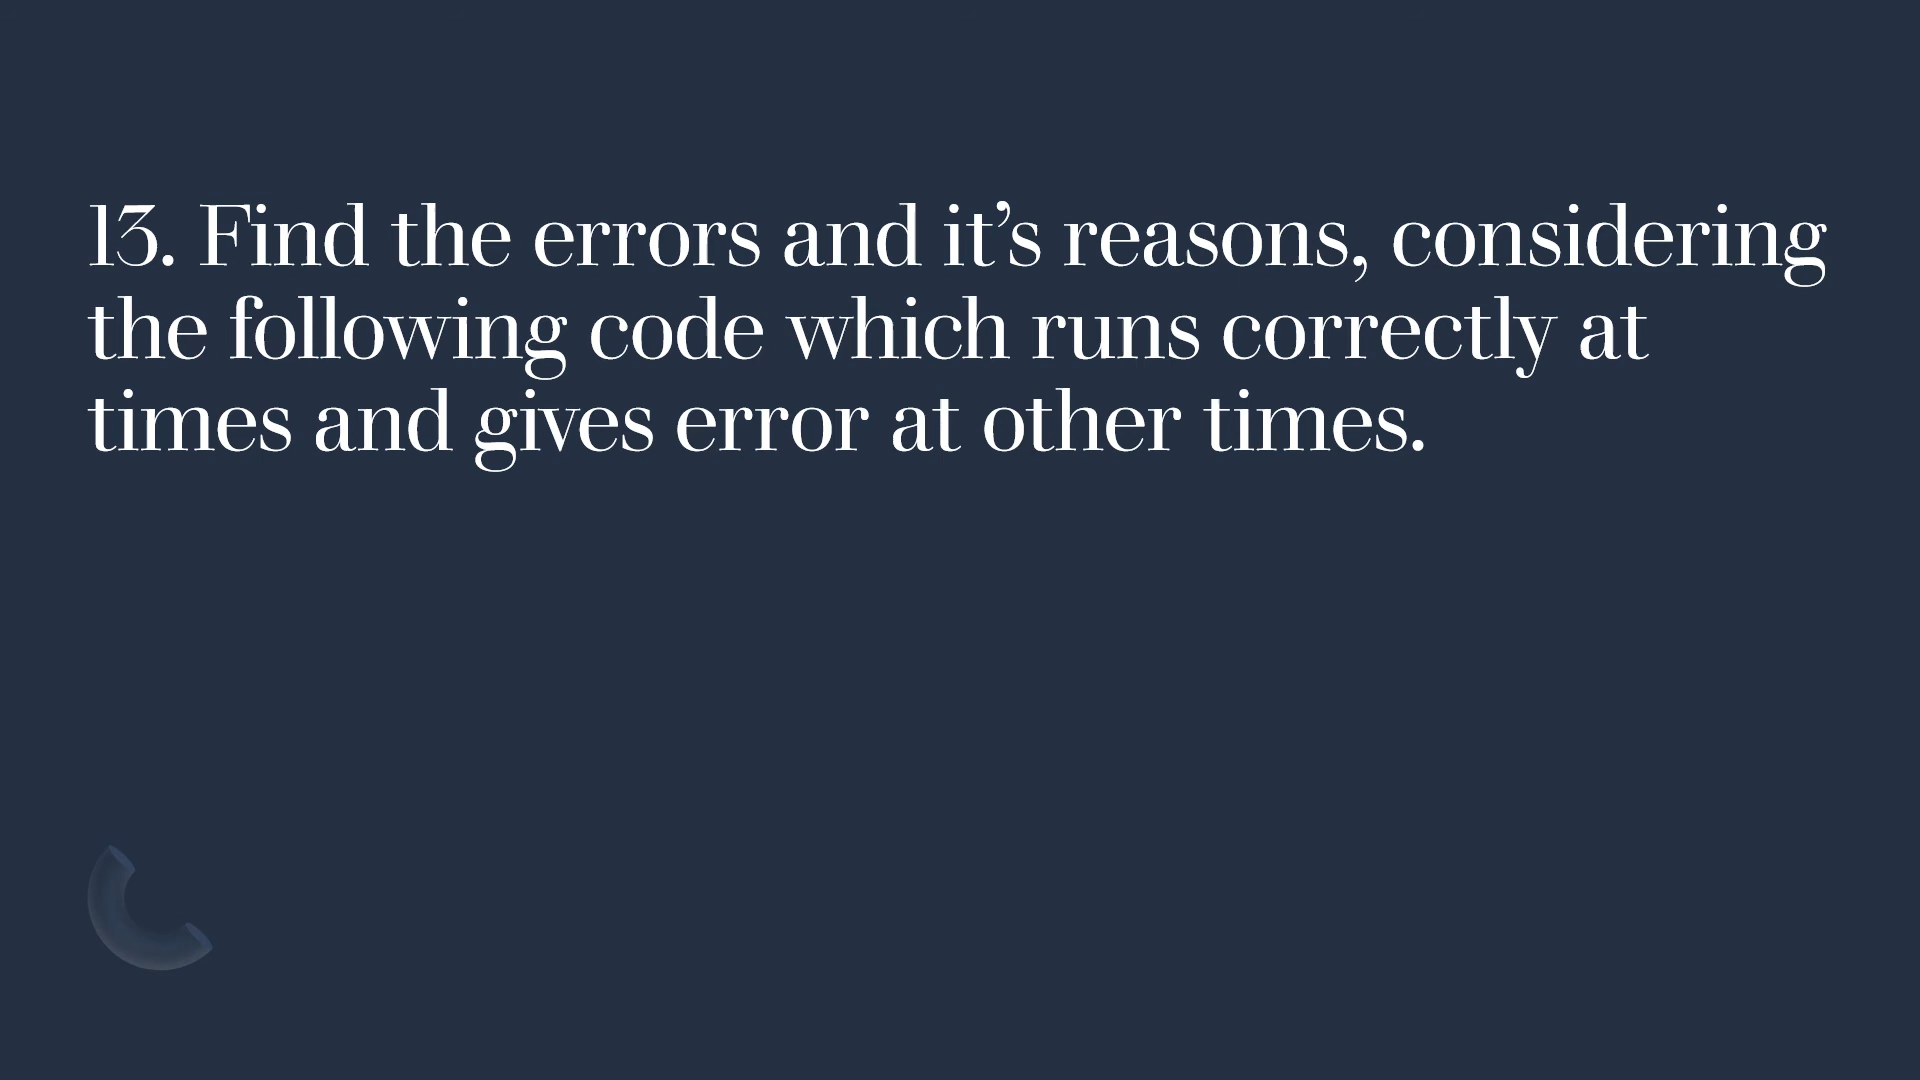 13. Find the errors and it’s reasons, considering
the following code which runs correctly at
times and gives error at other times.